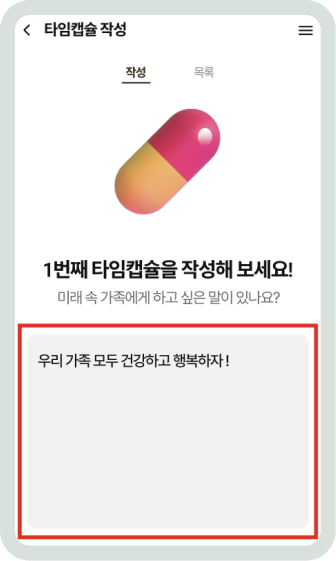 타임캡슐 작성
작성 목록
1번째 타임캡슐을 작성해 보세요!
미래 속 가족에게 하고 싶은 말이 있나요?
우리 가족 모두 건강하고 행복하자 !